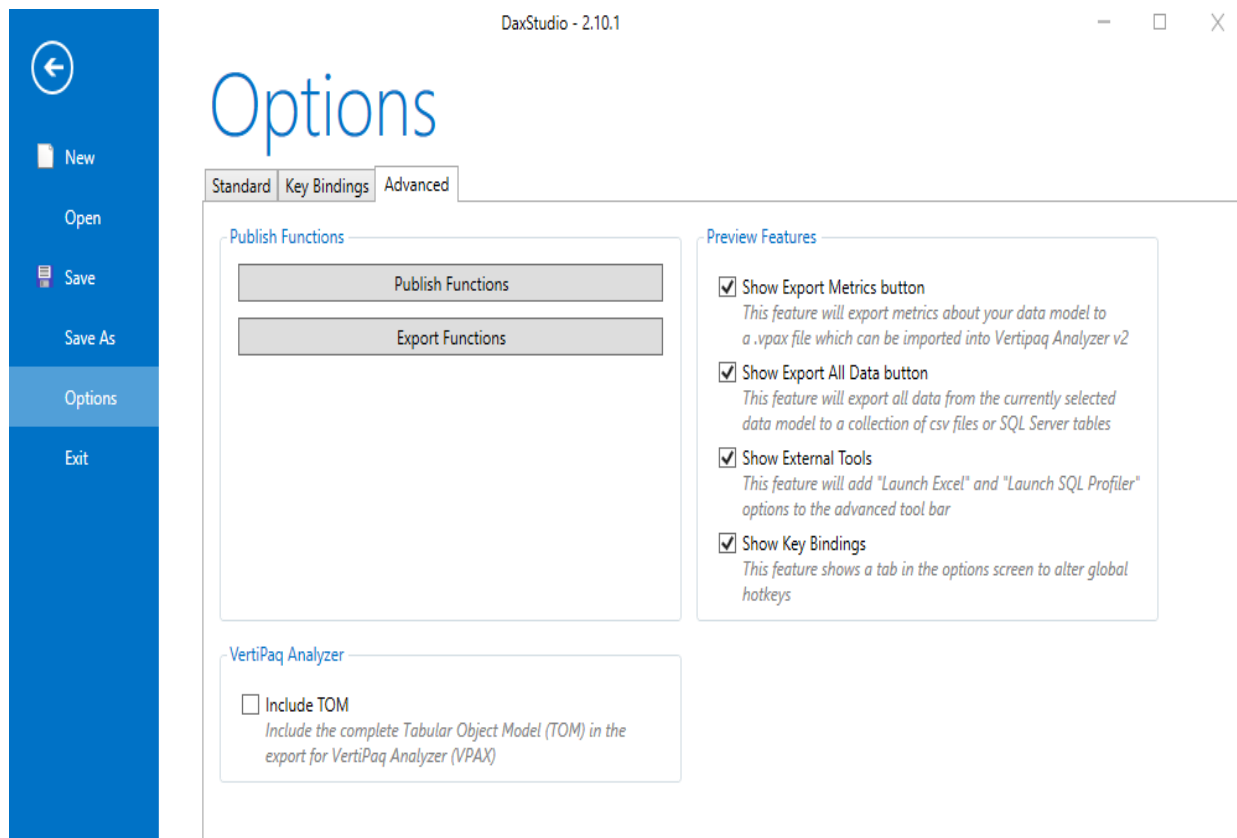 DaxStudio - 2.10.1
New
Open
Save
Save As
Options
Exit
Options
Standard
Key Bindings
Advanced
Publish Functions
Publish Functions
Export Functions
Preview Features
Show Export Metrics button
This feature will export metrics about your data model to
a .vpax file which can be imported into Vertipaq Analyzer v2
Show Export All Data button
This feature will export all data from the currently selected
data model to a collection of csv files or SQL Server tables
Show External Tools
This feature will add "Launch Excel" and "Launch SQL Profiler"
options to the advanced tool bar
Show Key Bindings
This feature shows a tab in the options screen to alter global
hotkeys
VertiPaq Analyzer
Include TOM
Include the complete Tabular Object Model (TOM) in the
export for VertiPaq Analyzer (VPAX)